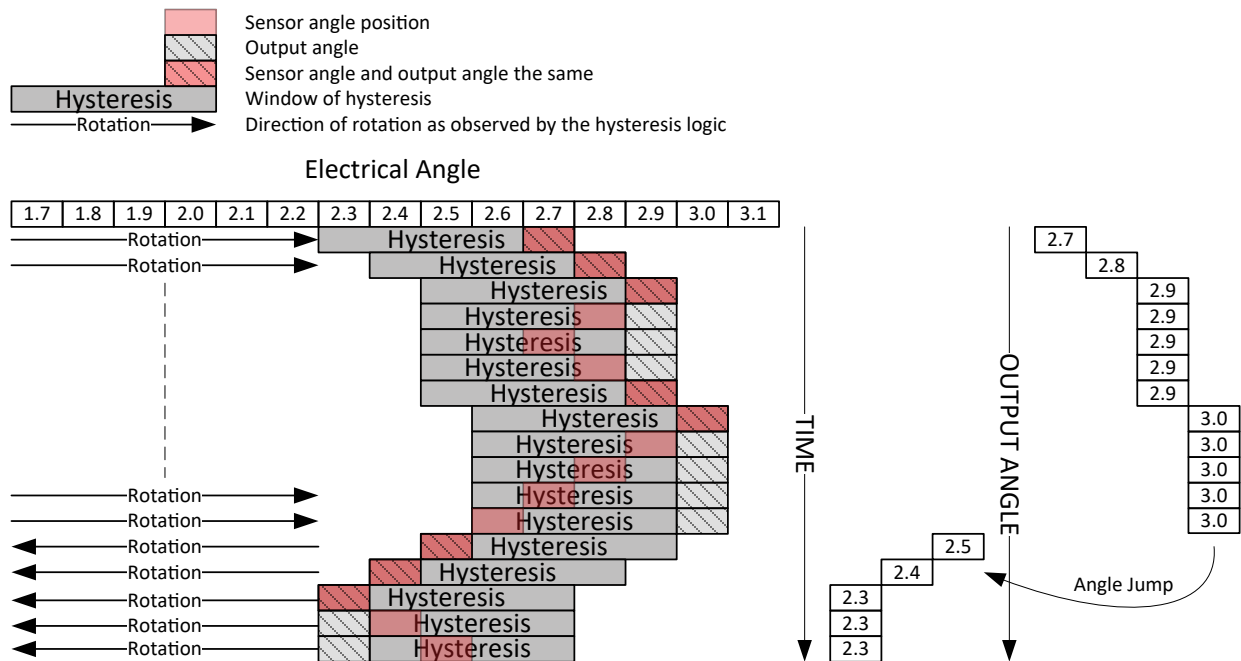 Sensor angle position
Output angle
Sensor angle and output angle the same
Hysteresis Window of hysteresis
Rotation Direction of rotation as observed by the hysteresis logic
Electrical Angle
1.7 1.8 1.9 2.0 2.1 2.2 2.3 2.4 2.5 2.6 2.7 2.8 2.9 3.0 3.1
Rotation Hysteresis 2.7
Rotation Hysteresis 2.8
Hysteresis 2.9
Hysteresis 2.9
Hysteresis 2.9
Hysteresis 2.9
Hysteresis 2.9
Hysteresis 3.0
Hysteresis 3.0
Hysteresis 3.0
Rotation Hysteresis 3.0
Rotation Hysteresis 3.0
Rotation Hysteresis 2.5
Rotation Hysteresis 2.4
Rotation Hysteresis 2.3
Rotation Hysteresis 2.3
Rotation Hysteresis 2.3
TIME
OUTPUT ANGLE
Angle Jump